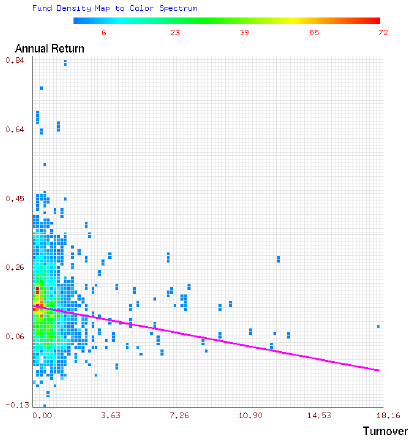 Fund Density Map to Color Spectrum
6 23 39 55 72
Annual Return
0.84
0.64
0.45
0.26
0.06
-0.13
0.00 3.63 7.26 10.90 14.53 18.16
Turnover